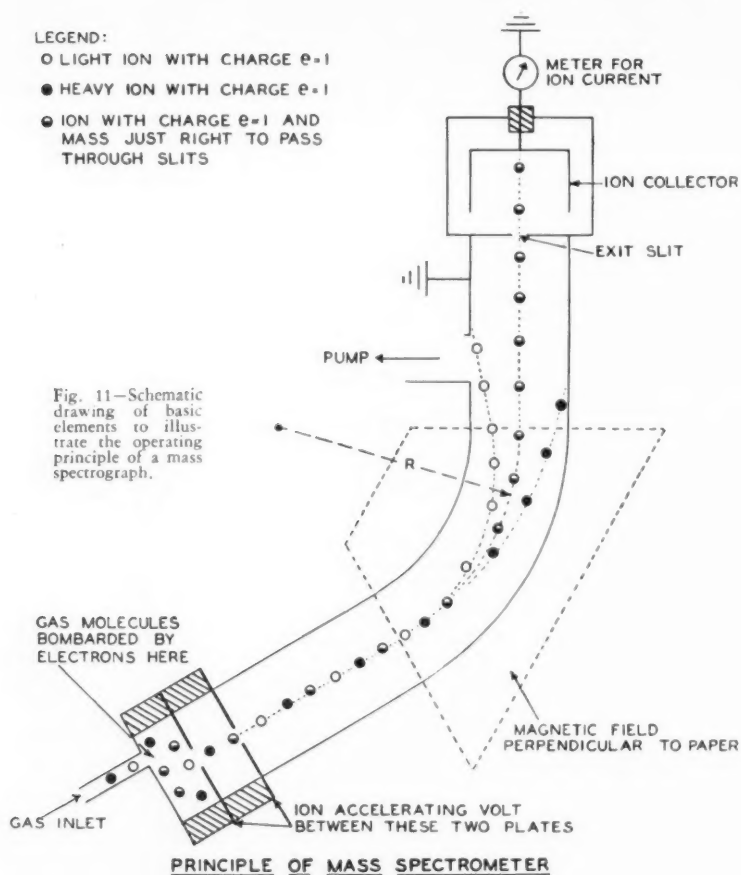 LEGEND:
LIGHT ION WITH CHARGE e=1
HEAVY ION WITH CHARGE e=1
ION WITH CHARGE e=1 AND
MASS JUST RIGHT TO PASS
THROUGH SLITS
METER FOR
ION CURRENT
ION COLLECTOR
EXIT SLIT
PUMP
Fig. 11—Schematic
drawing of basic
elements to illus-
trate the operating
principle of a mass
spectrograph.
R
GAS MOLECULES
BOMBARDED BY
ELECTRONS HERE
MAGNETIC FIELD
PERPENDICULAR TO PAPER
GAS INLET
ION ACCELERATING VOLT
BETWEEN THESE TWO PLATES
PRINCIPLE OF MASS SPECTROMETER